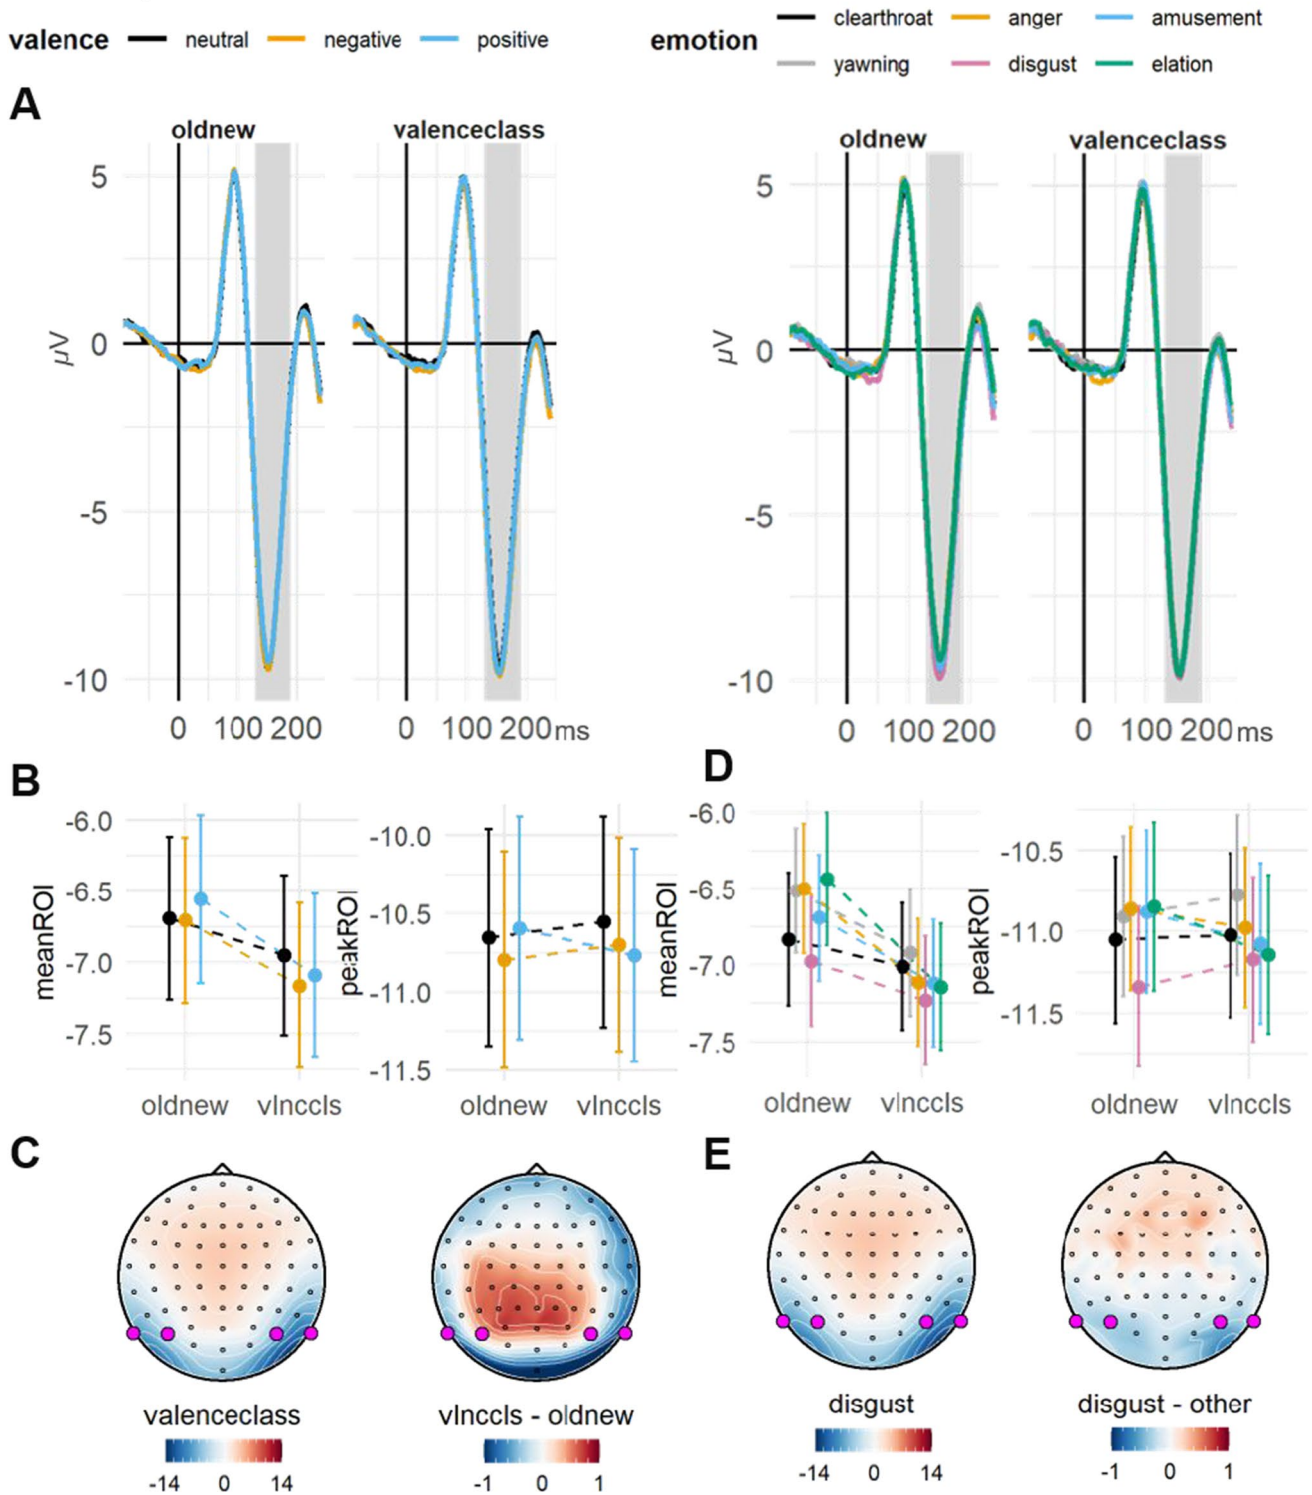 valence neutral negative positive
emotion clearthroat anger amusement
yawning disgust elation
A
oldnew valenceclass
5
0
-5
-10
µV
0 100 200 0 100 200 ms
oldnew valenceclass
5
0
-5
-10
µV
0 100 200 0 100 200 ms
B
meanROI
-6.0
-6.5
-7.0
-7.5
oldnew vlnccls
peakROI
-10.0
-10.5
-11.0
-11.5
oldnew vlnccls
D
meanROI
-6.0
-6.5
-7.0
-7.5
oldnew vlnccls
peakROI
-10.5
-11.0
-11.5
oldnew vlnccls
C
valenceclass
-14 0 14
vlnccls - oldnew
-1 0 1
E
disgust
-14 0 14
disgust - other
-1 0 1